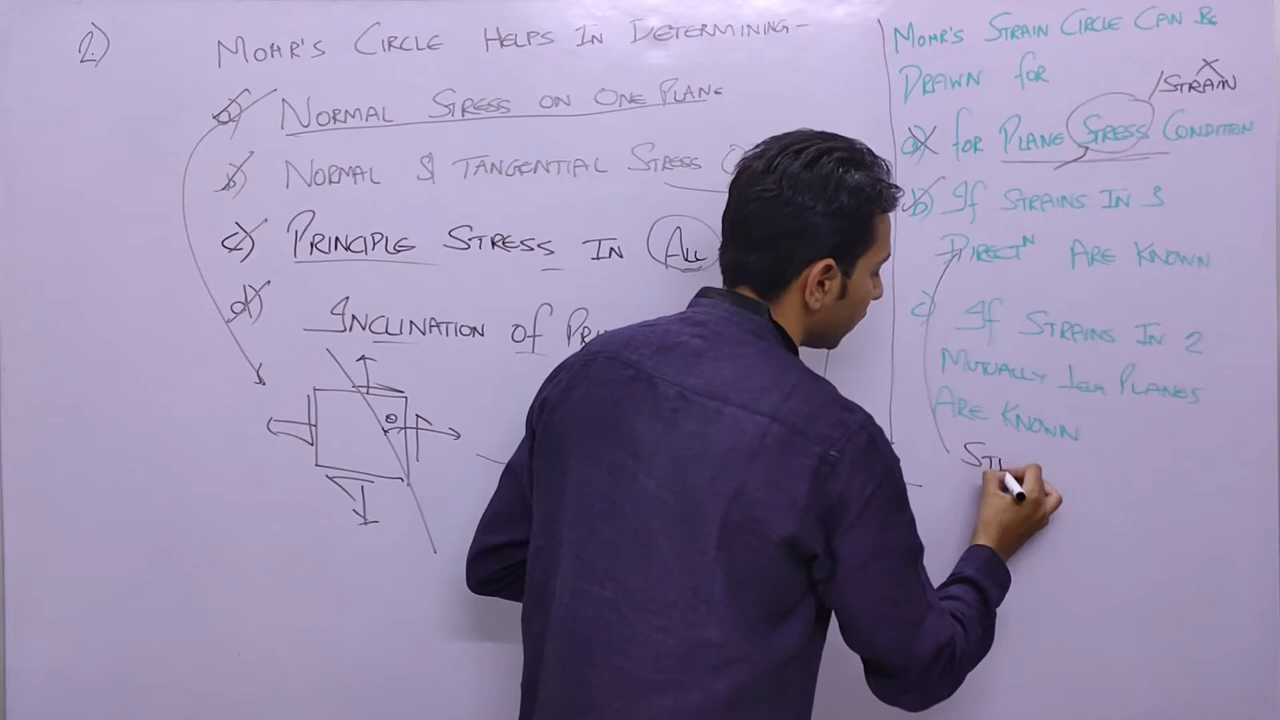 2.)
MOHR'S CIRCLE HELPS IN DETERMINING-
a) NORMAL STRESS ON ONE PLANE
b) NORMAL & TANGENTIAL STRESS
c) PRINCIPLE STRESS IN ALL
d) INCLINATION Of
θ
MOHR'S STRAIN CIRCLE CAN BE
DRAWN for
/STRAIN
a) for PLANE STRESS CONDITION
b) If STRAINS IN 3
DIRECTN ARE KNOWN
c) If STRAINS IN 2
MUTUALLY ler PLANES
ARE KNOWN